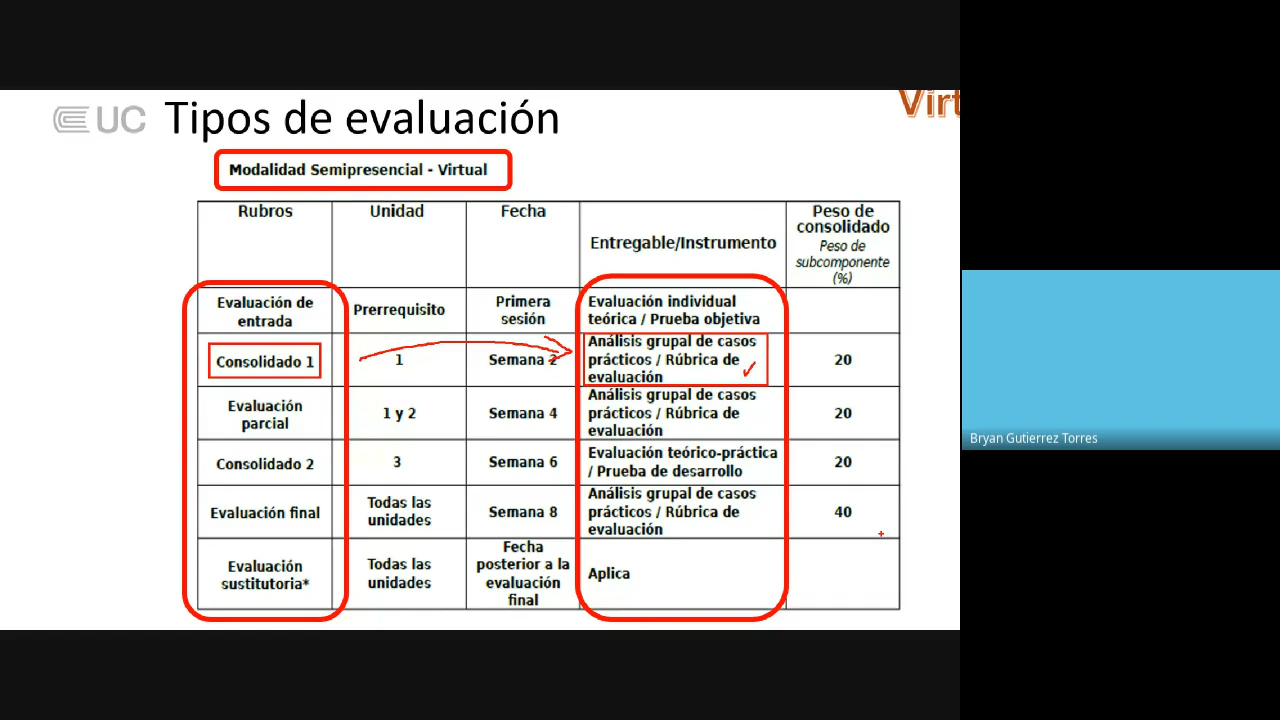 UC Tipos de evaluación
Virt
Modalidad Semipresencial - Virtual
Rubros
Unidad
Fecha
Entregable/Instrumento
Peso de
consolidado
Peso de
subcomponente
(%)
Evaluación de
entrada
Prerrequisito
Primera
sesión
Evaluación individual
teórica / Prueba objetiva
Consolidado 1
1
Semana 2
Análisis grupal de casos
prácticos / Rúbrica de
evaluación
20
Evaluación
parcial
1 y 2
Semana 4
Análisis grupal de casos
prácticos / Rúbrica de
evaluación
20
Consolidado 2
3
Semana 6
Evaluación teórico-práctica
/ Prueba de desarrollo
20
Evaluación final
Todas las
unidades
Semana 8
Análisis grupal de casos
prácticos / Rúbrica de
evaluación
40
Evaluación
sustitutoria*
Todas las
unidades
Fecha
posterior a la
evaluación
final
Aplica
Bryan Gutierrez Torres